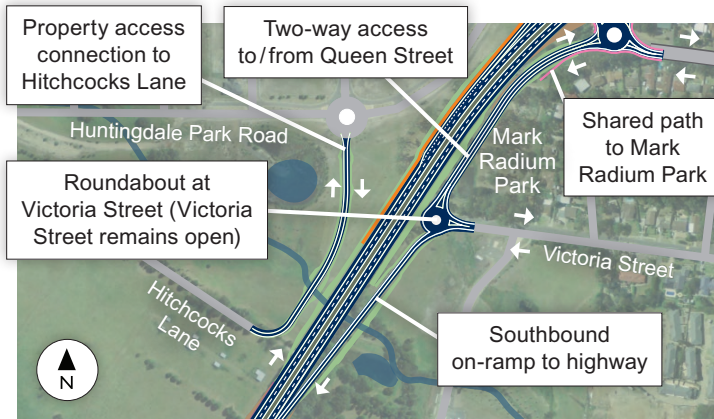 Property access
connection to
Hitchcocks Lane
Two-way access
to/from Queen Street
Huntingdale Park Road
Mark
Radium
Park
Shared path
to Mark
Radium Park
Roundabout at
Victoria Street (Victoria
Street remains open)
Victoria Street
Hitchcocks
Lane
Southbound
on-ramp to highway
N